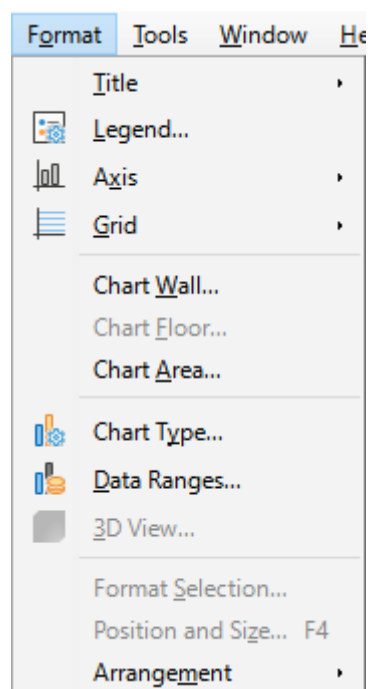 Format Tools Window He
Title
Legend...
Axis
Grid
Chart Wall...
Chart Floor...
Chart Area...
Chart Type...
Data Ranges...
3D View...
Format Selection...
Position and Size... F4
Arrangement